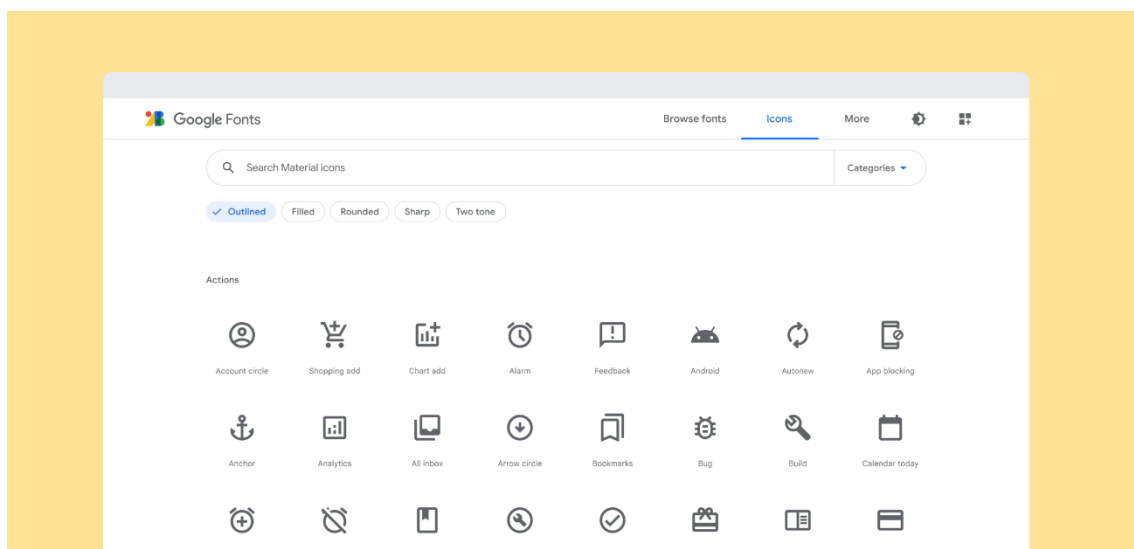 Google Fonts
Browse fonts
Icons
More
Search Material icons
Categories
Outlined
Filled
Rounded
Sharp
Two tone
Actions
Account circle
Shopping add
Chart add
Alarm
Feedback
Android
Autonew
App blocking
Anchor
Analytics
All inbox
Arrow circle
Bookmarks
Bug
Build
Calendar today